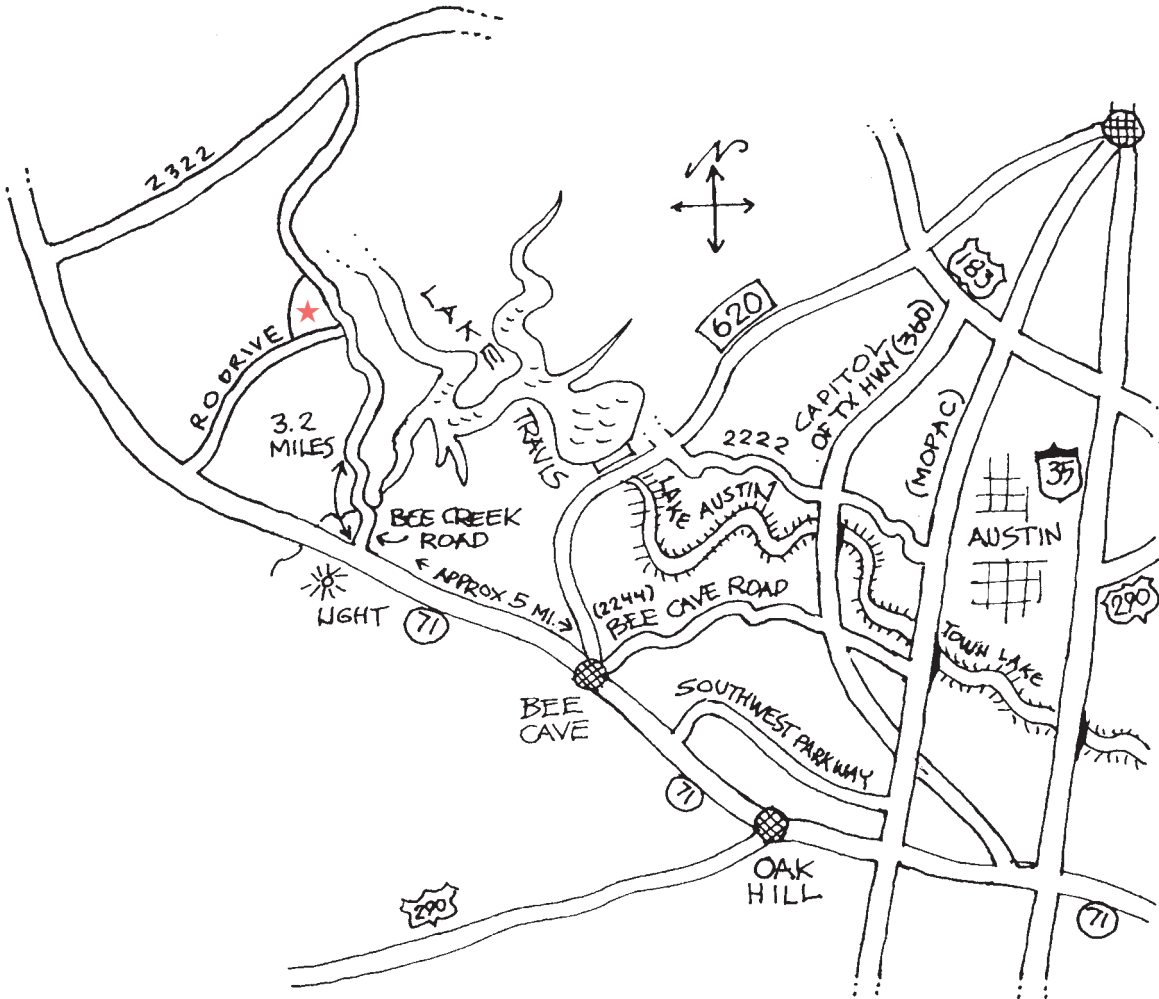 N
2322
LAKE
TRAVIS
183
620
CAPITOL
OF TX HWY (360)
RODRIVE
3.2
MILES
2222
(MOPAC)
35
LAKE AUSTIN
BEE CREEK
ROAD
AUSTIN
← APPROX 5 MI. →
(2244)
BEE CAVE ROAD
290
LIGHT
71
TOWN LAKE
BEE
CAVE
SOUTHWEST PARKWAY
71
OAK
HILL
290
71